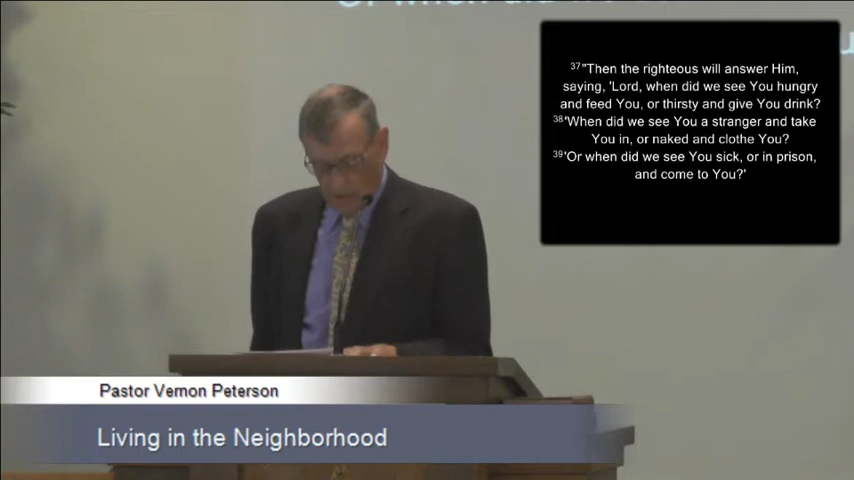 37"Then the righteous will answer Him,
saying, 'Lord, when did we see You hungry
and feed You, or thirsty and give You drink?
38'When did we see You a stranger and take
You in, or naked and clothe You?
39'Or when did we see You sick, or in prison,
and come to You?'
Pastor Vernon Peterson
Living in the Neighborhood